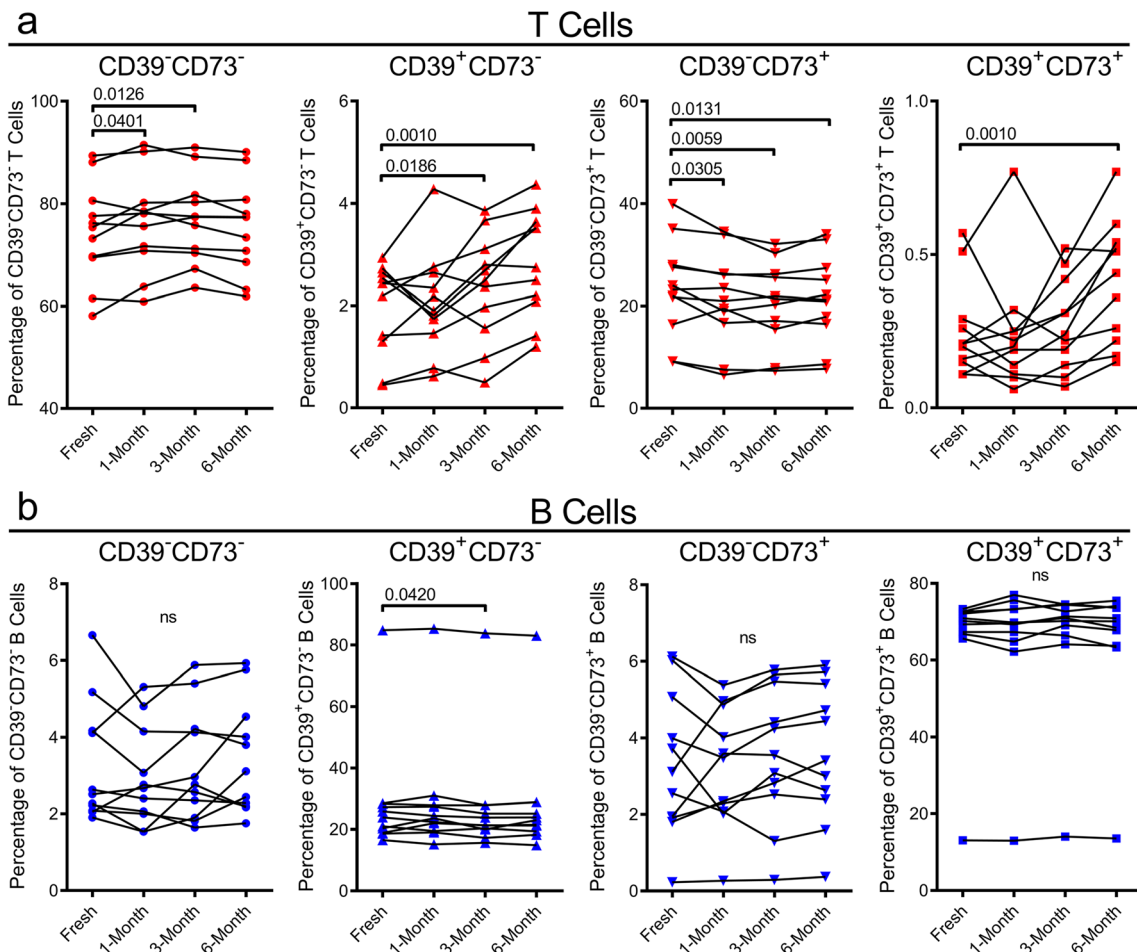 a
T Cells
CD39⁻CD73⁻
CD39⁺CD73⁻
CD39⁻CD73⁺
CD39⁺CD73⁺
Percentage of CD39⁻CD73⁻ T Cells
100
80
60
40
0.0126
0.0401
Fresh
1-Month
3-Month
6-Month
Percentage of CD39⁺CD73⁻ T Cells
6
4
2
0
0.0010
0.0186
Fresh
1-Month
3-Month
6-Month
Percentage of CD39⁻CD73⁺ T Cells
60
40
20
0
0.0131
0.0059
0.0305
Fresh
1-Month
3-Month
6-Month
Percentage of CD39⁺CD73⁺ T Cells
1.0
0.5
0.0
0.0010
Fresh
1-Month
3-Month
6-Month
b
B Cells
CD39⁻CD73⁻
CD39⁺CD73⁻
CD39⁻CD73⁺
CD39⁺CD73⁺
Percentage of CD39⁻CD73⁻ B Cells
8
6
4
2
0
ns
Fresh
1-Month
3-Month
6-Month
Percentage of CD39⁺CD73⁻ B Cells
100
80
60
40
20
0
0.0420
Fresh
1-Month
3-Month
6-Month
Percentage of CD39⁻CD73⁺ B Cells
8
6
4
2
0
ns
Fresh
1-Month
3-Month
6-Month
Percentage of CD39⁺CD73⁺ B Cells
80
60
40
20
0
ns
Fresh
1-Month
3-Month
6-Month